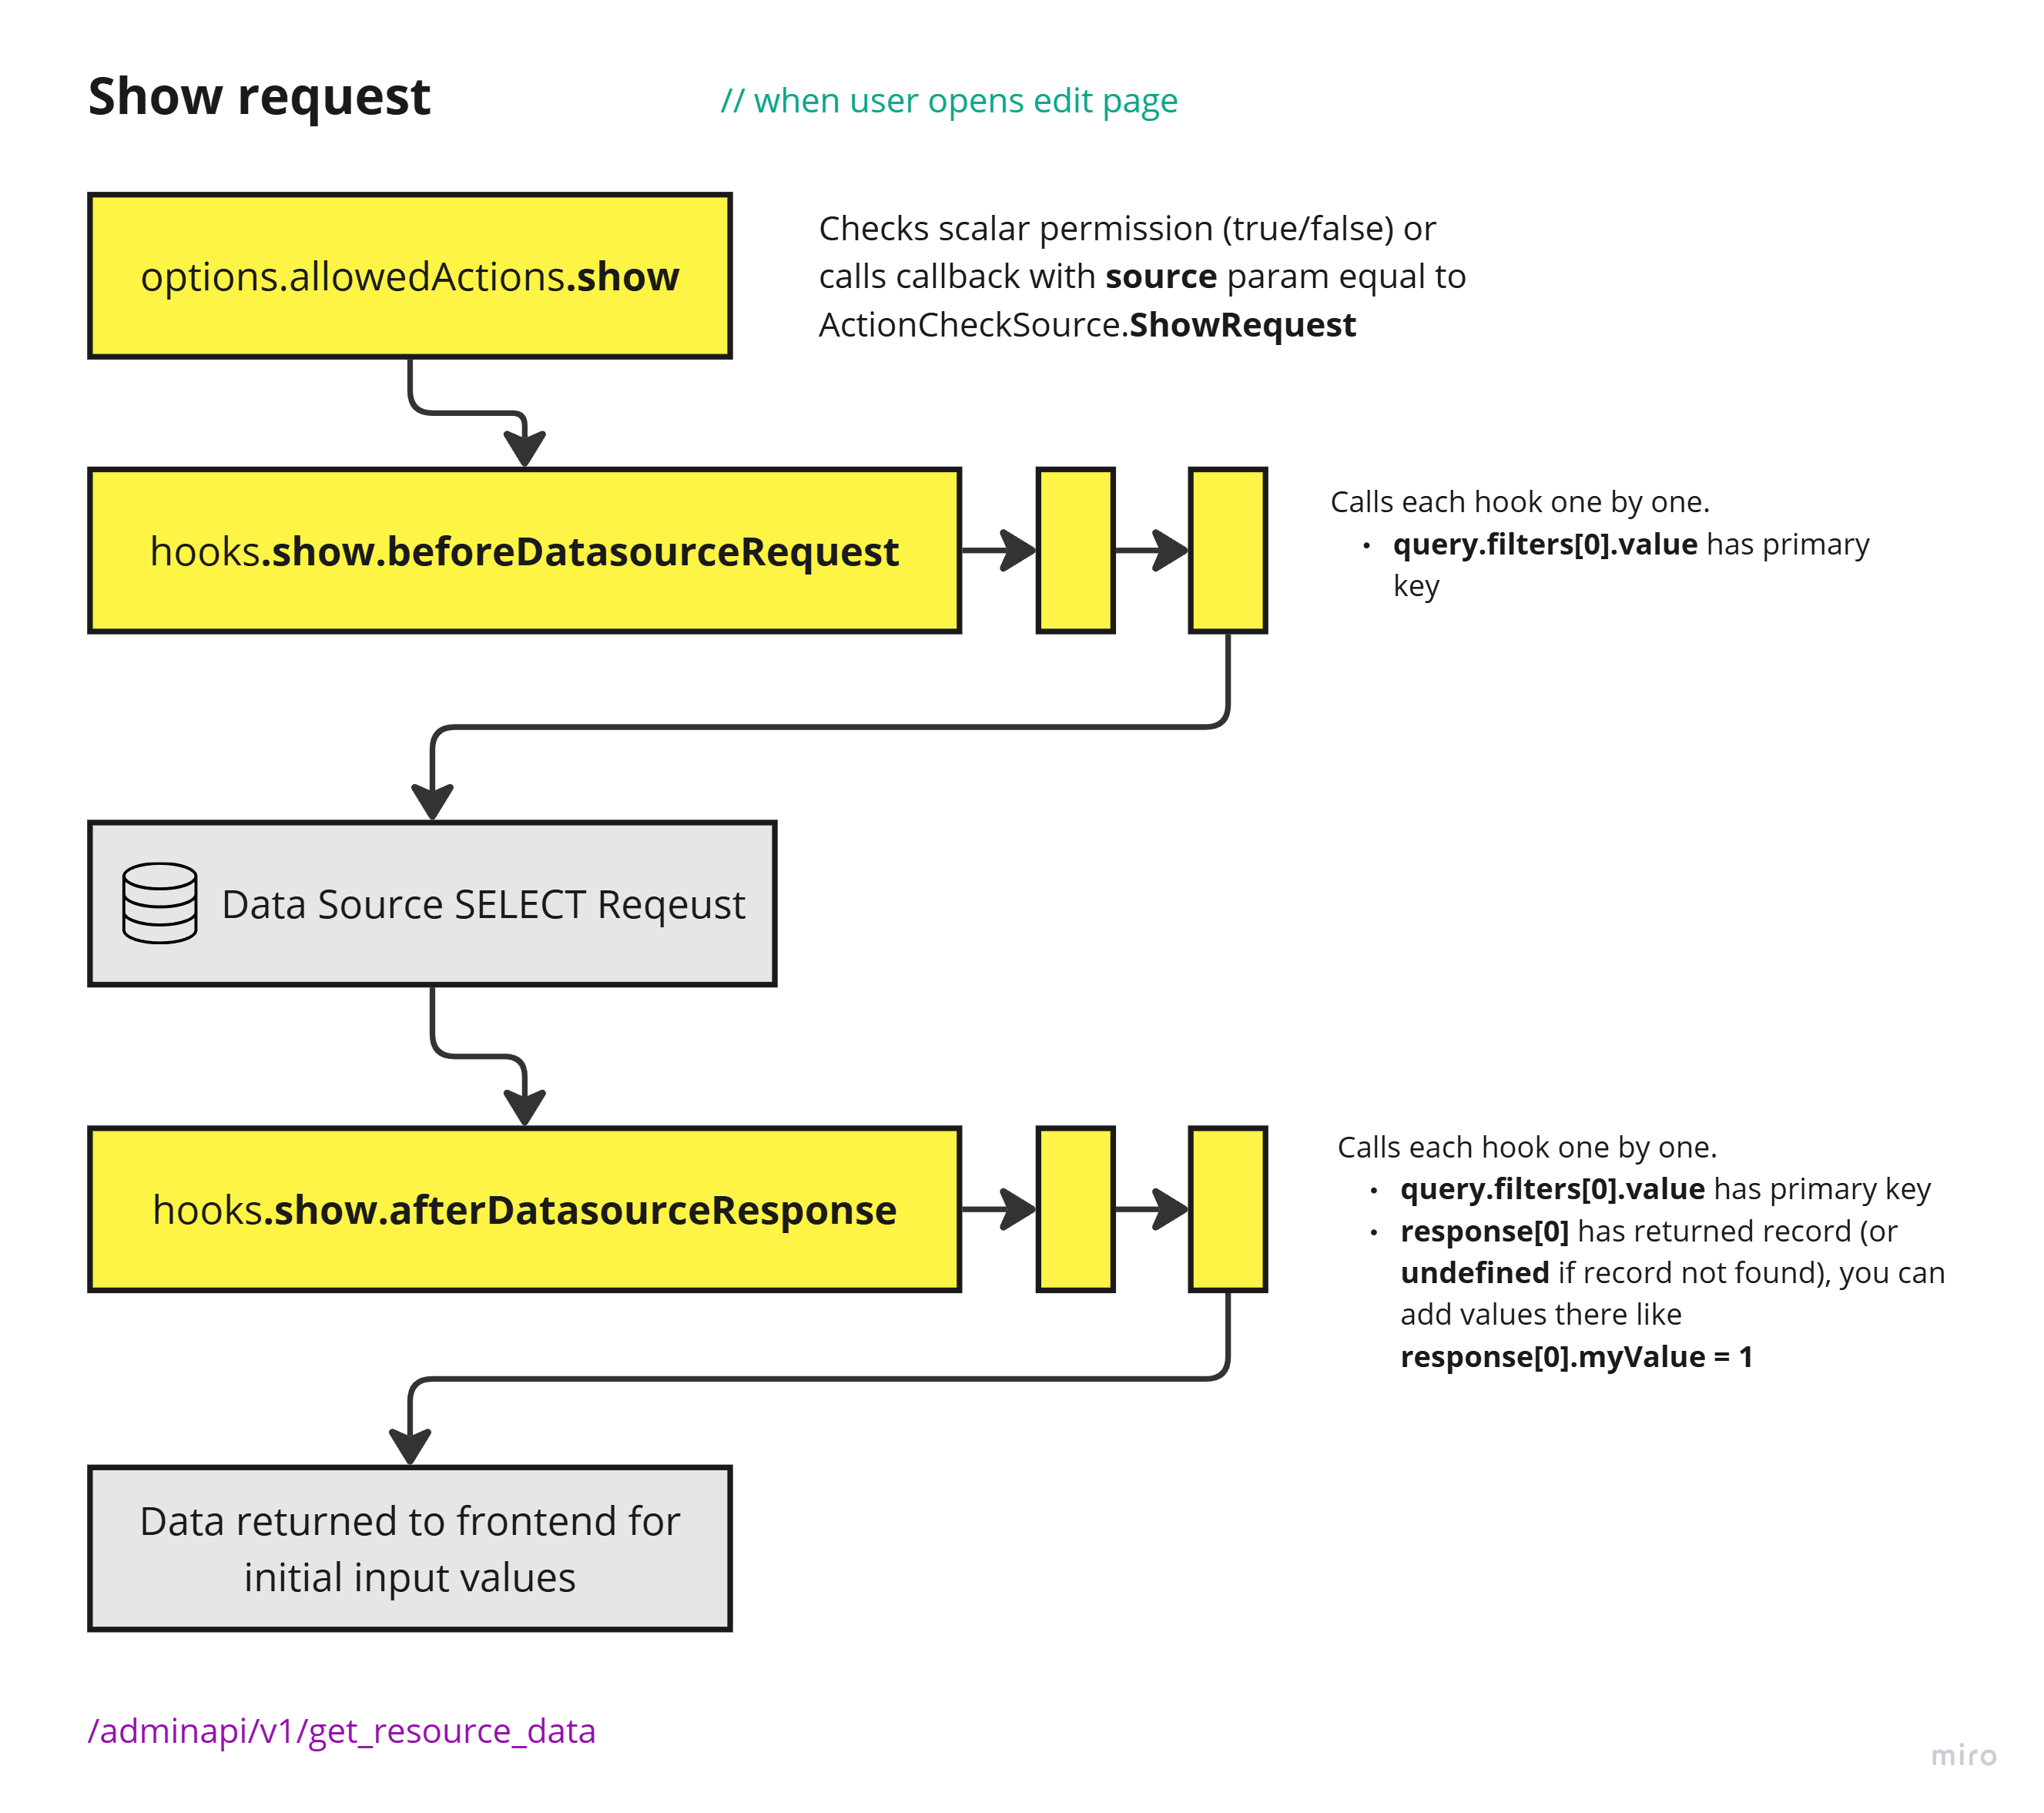 Show request
// when user opens edit page
options.allowedActions.show
Checks scalar permission (true/false) or
calls callback with source param equal to
ActionCheckSource.ShowRequest
hooks.show.beforeDatasourceRequest
Calls each hook one by one.
• query.filters[0].value has primary
key
Data Source SELECT Reqeust
hooks.show.afterDatasourceResponse
Calls each hook one by one.
• query.filters[0].value has primary key
• response[0] has returned record (or
undefined if record not found), you can
add values there like
response[0].myValue = 1
Data returned to frontend for
initial input values
/adminapi/v1/get_resource_data
miro